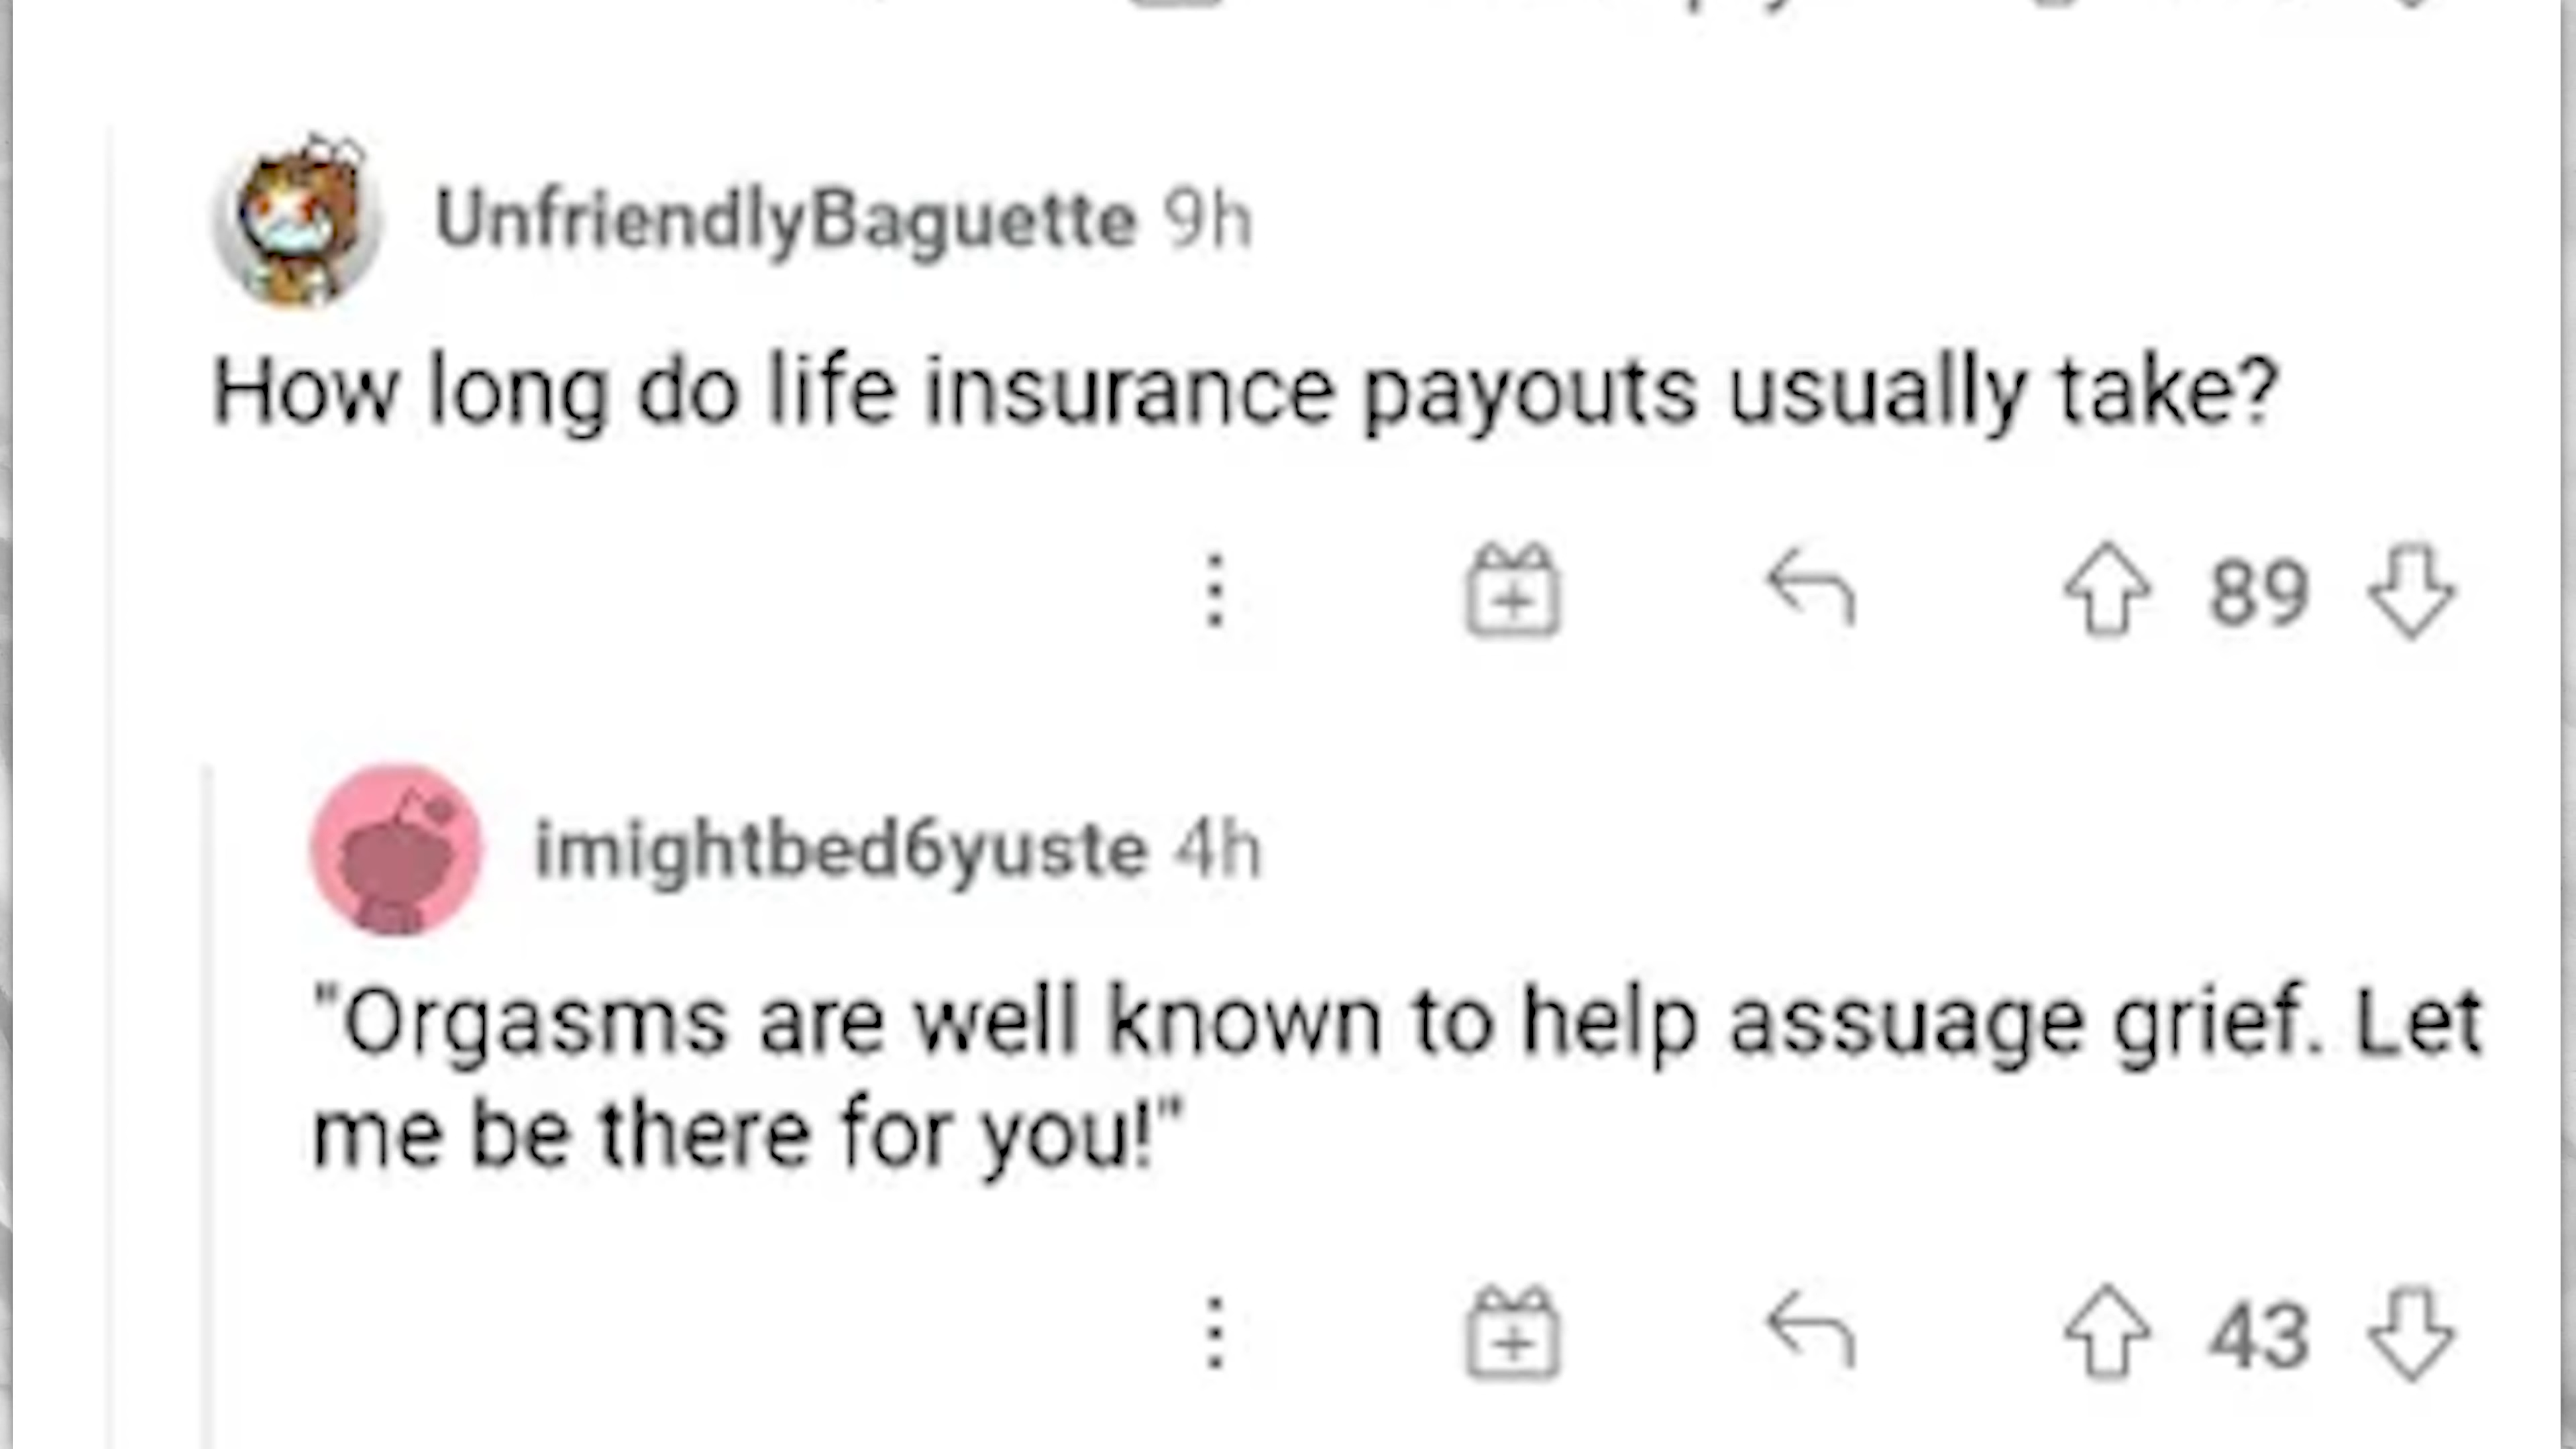 UnfriendlyBaguette 9h
How long do life insurance payouts usually take?
89
imightbed6yuste 4h
"Orgasms are well known to help assuage grief. Let
me be there for you!"
43